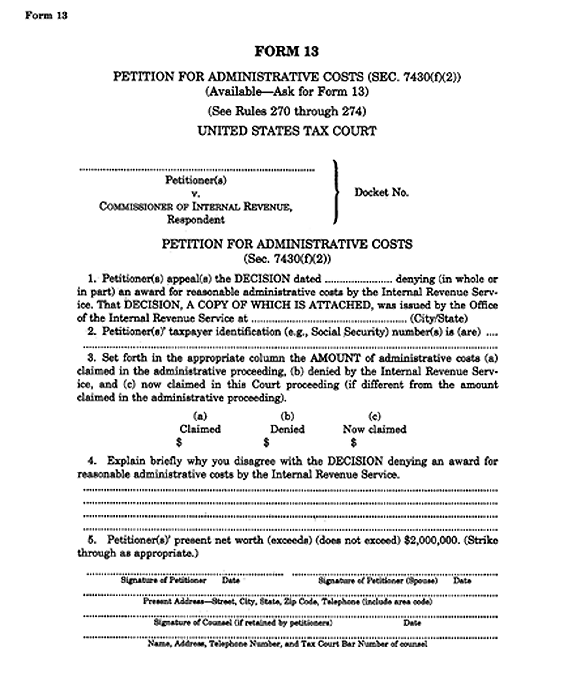 Form 13
FORM 13
PETITION FOR ADMINISTRATIVE COSTS (SEC. 7430(f)(2))
(Available—Ask for Form 13)
(See Rules 270 through 274)
UNITED STATES TAX COURT
Petitioner(s)
v.
COMMISSIONER OF INTERNAL REVENUE,
Respondent
Docket No.
PETITION FOR ADMINISTRATIVE COSTS
(Sec. 7430(f)(2))
1. Petitioner(s) appeal(s) the DECISION dated ........................ denying (in whole or
in part) an award for reasonable administrative costs by the Internal Revenue Serv-
ice. That DECISION, A COPY OF WHICH IS ATTACHED, was issued by the Office
of the Internal Revenue Service at ........................................................ (City/State)
2. Petitioner(s)' taxpayer identification (e.g., Social Security) number(s) is (are) ....
3. Set forth in the appropriate column the AMOUNT of administrative costs (a)
claimed in the administrative proceeding, (b) denied by the Internal Revenue Serv-
ice, and (c) now claimed in this Court proceeding (if different from the amount
claimed in the administrative proceeding).
(a) (b) (c)
Claimed Denied Now claimed
$ $ $
4. Explain briefly why you disagree with the DECISION denying an award for
reasonable administrative costs by the Internal Revenue Service.
5. Petitioner(s)' present net worth (exceeds) (does not exceed) $2,000,000. (Strike
through as appropriate.)
Signature of Petitioner Date Signature of Petitioner (Spouse) Date
Present Address—Street, City, State, Zip Code, Telephone (include area code)
Signature of Counsel (if retained by petitioners) Date
Name, Address, Telephone Number, and Tax Court Bar Number of counsel